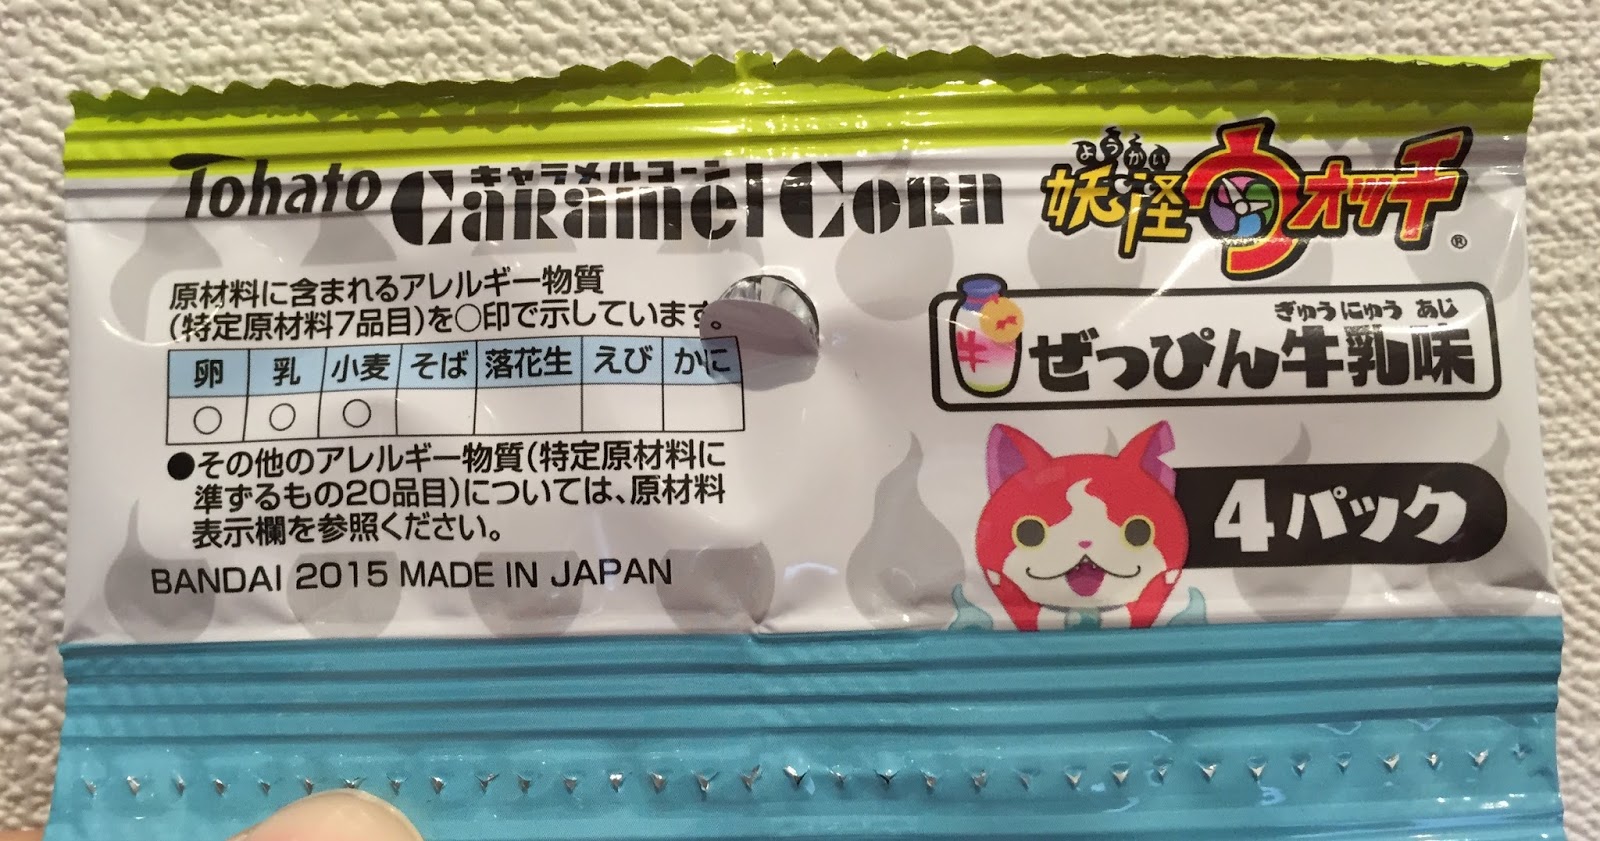 Tohato
キャラメルコーン
Caramel Corn
ようかい
妖怪ウォッチ®
原材料に含まれるアレルギー物質
(特定原材料7品目)を○印で示しています。
卵 乳 小麦 そば 落花生 えび かに
○ ○ ○
●その他のアレルギー物質(特定原材料に
準ずるもの20品目)については、原材料
表示欄を参照ください。
BANDAI 2015 MADE IN JAPAN
牛
ぎゅうにゅう あじ
ぜっぴん牛乳味
4パック